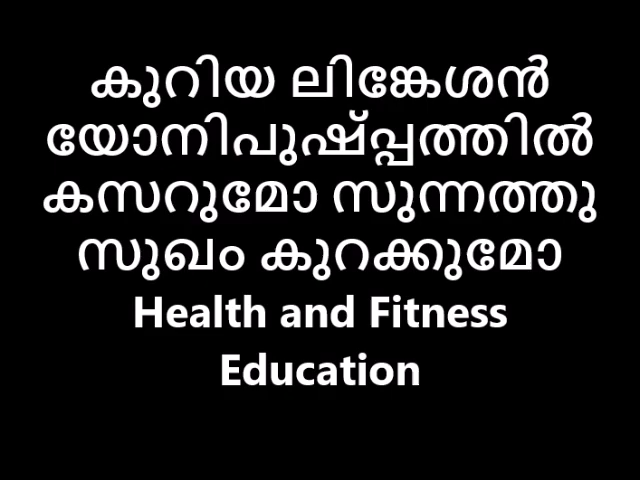 കുറിയ ലിങ്കേശൻ
യോനിപുഷ്പ്പത്തിൽ
കസറുമോ സുന്നത്തു
സുഖം കുറക്കുമോ
Health and Fitness
Education